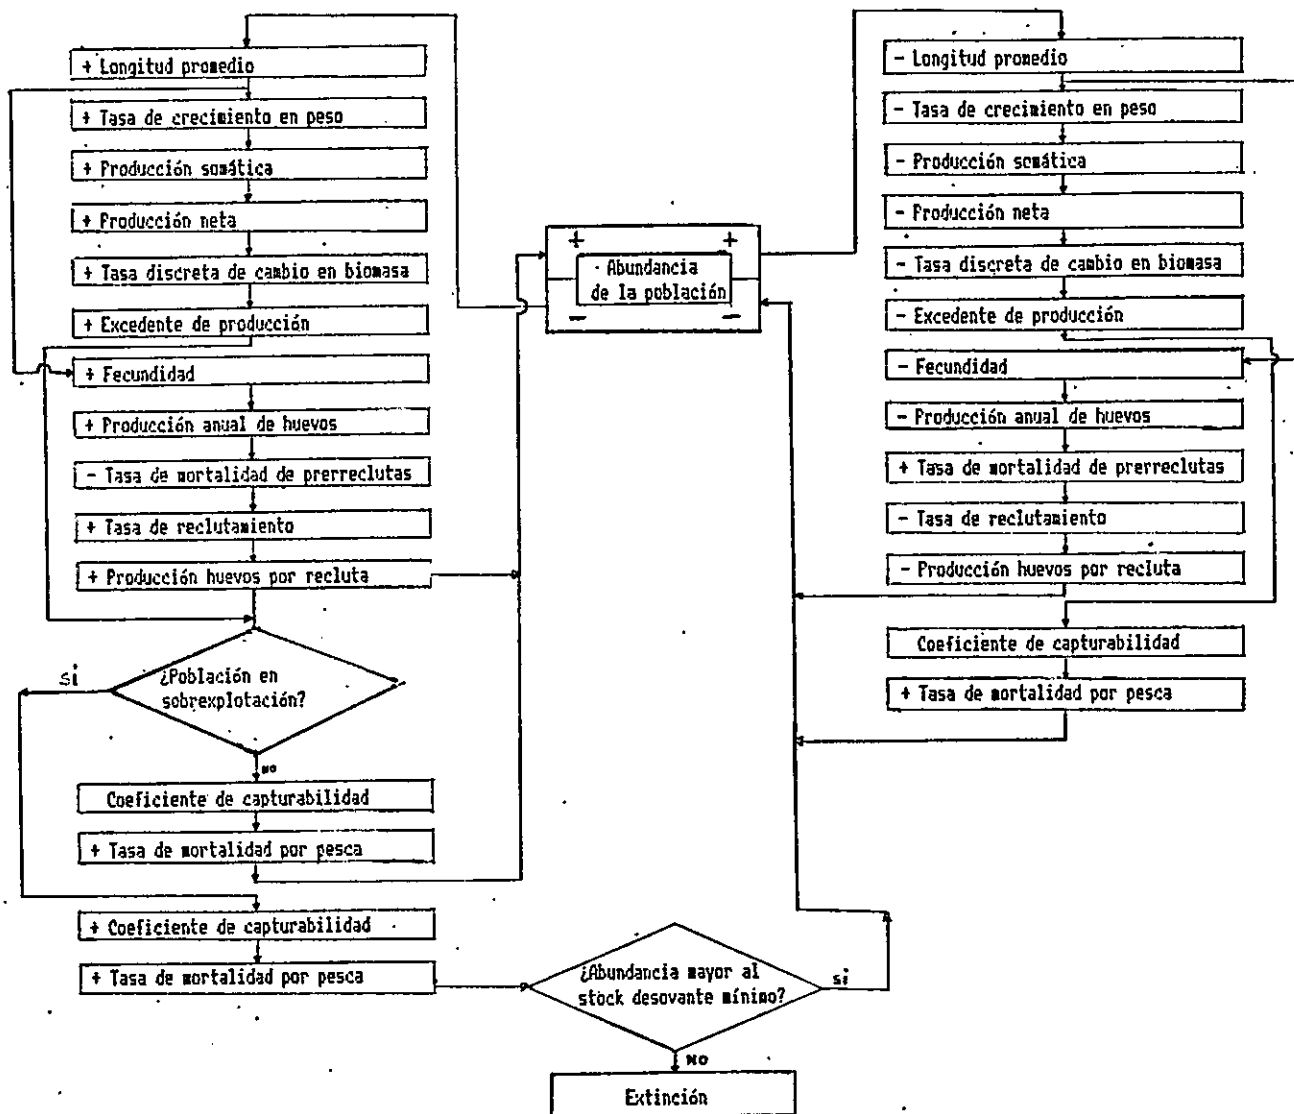 + Longitud promedio
+ Tasa de crecimiento en peso
+ Producción somática
+ Producción neta
+ Tasa discreta de cambio en biomasa
+ Excedente de producción
+ Fecundidad
+ Producción anual de huevos
- Tasa de mortalidad de prerreclutas
+ Tasa de reclutamiento
+ Producción huevos por recluta
¿Población en
sobrexplotación?
si
NO
Coeficiente de capturabilidad
+ Tasa de mortalidad por pesca
+ Coeficiente de capturabilidad
+ Tasa de mortalidad por pesca
+ +
Abundancia
de la población
- -
¿Abundancia mayor al
stock desovante mínimo?
si
NO
Extinción
- Longitud promedio
- Tasa de crecimiento en peso
- Producción somática
- Producción neta
- Tasa discreta de cambio en biomasa
- Excedente de producción
- Fecundidad
- Producción anual de huevos
+ Tasa de mortalidad de prerreclutas
- Tasa de reclutamiento
- Producción huevos por recluta
Coeficiente de capturabilidad
+ Tasa de mortalidad por pesca